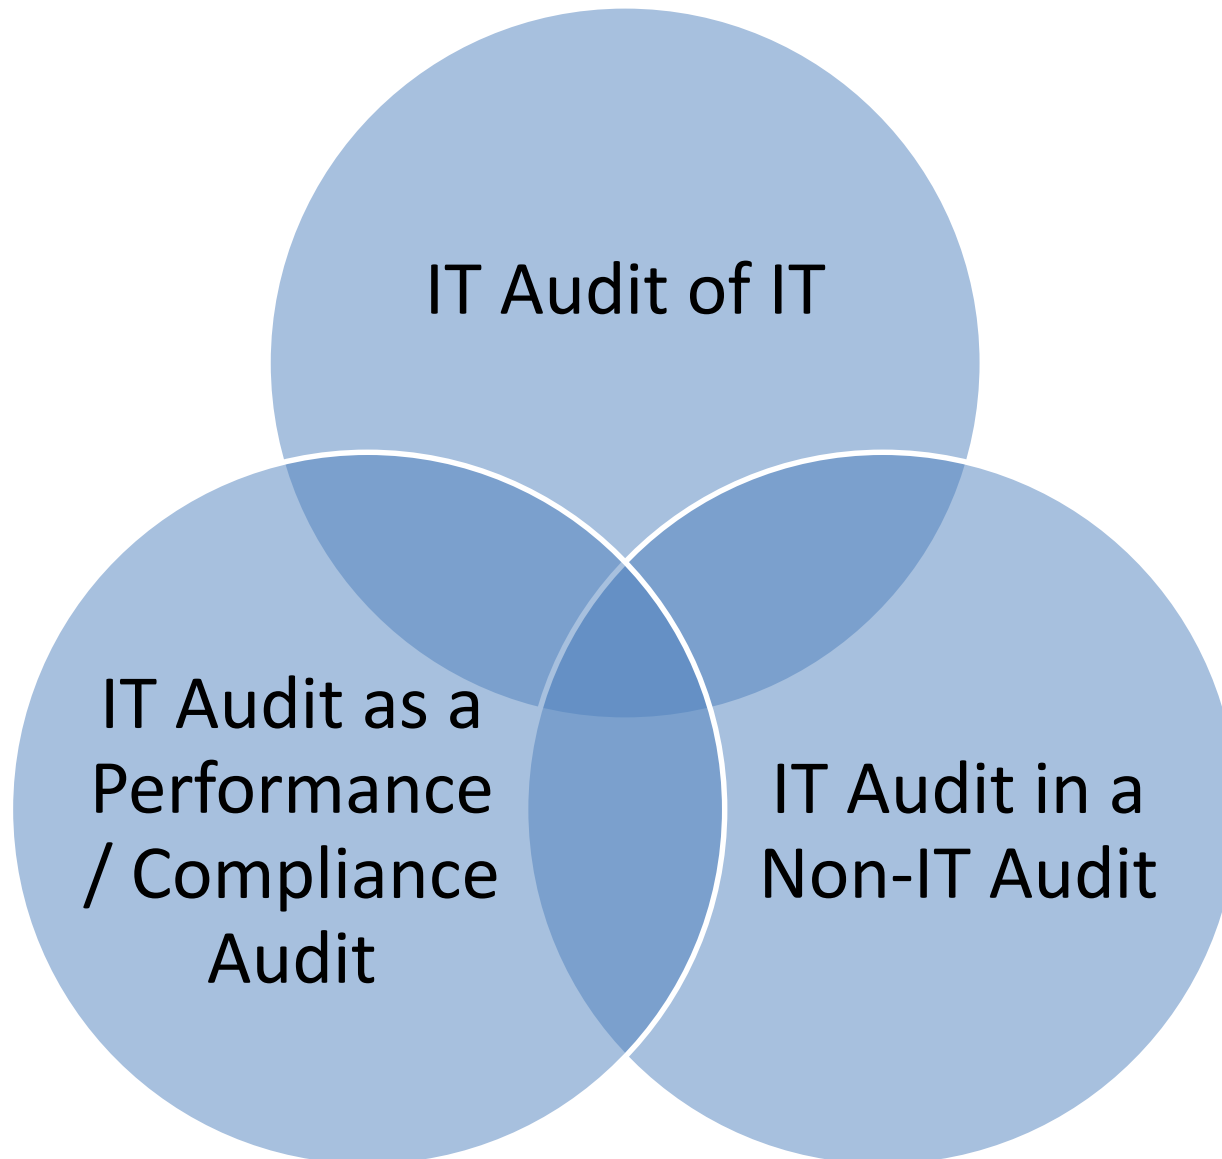 IT Audit of IT
IT Audit as a
Performance
/ Compliance
Audit
IT Audit in a
Non-IT Audit